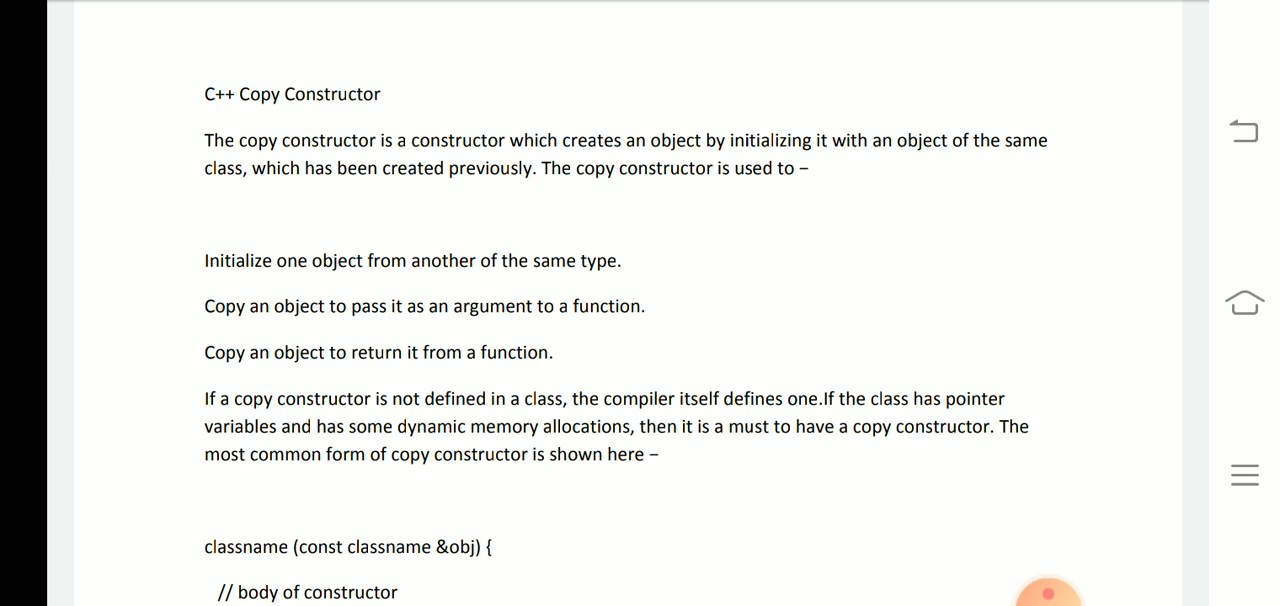 C++ Copy Constructor
The copy constructor is a constructor which creates an object by initializing it with an object of the same
class, which has been created previously. The copy constructor is used to −
Initialize one object from another of the same type.
Copy an object to pass it as an argument to a function.
Copy an object to return it from a function.
If a copy constructor is not defined in a class, the compiler itself defines one.If the class has pointer
variables and has some dynamic memory allocations, then it is a must to have a copy constructor. The
most common form of copy constructor is shown here −
classname (const classname &obj) {
// body of constructor